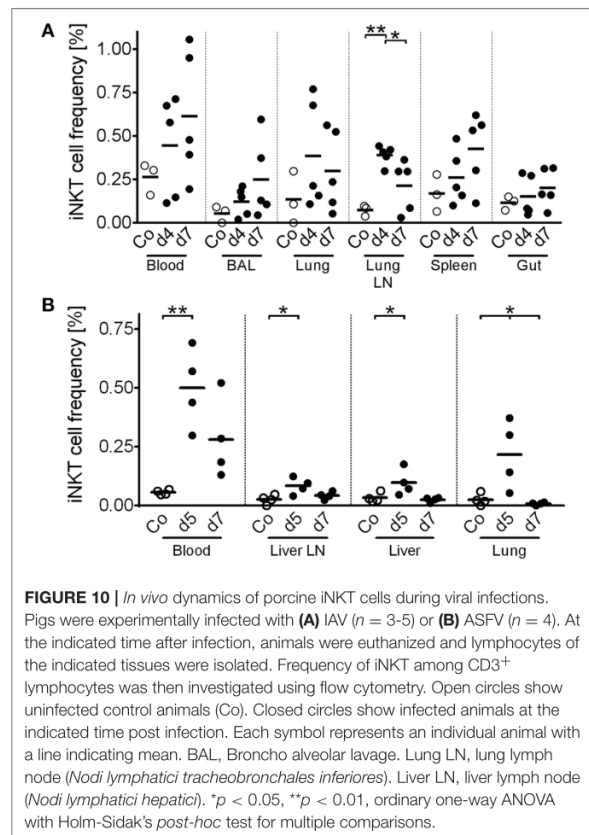 A
iNKT cell frequency [%]
1.00
0.75
0.50
0.25
0.00
** *
Co d4 d7 Co d4 d7 Co d4 d7 Co d4 d7 Co d4 d7 Co d4 d7
Blood BAL Lung Lung LN Spleen Gut
B
iNKT cell frequency [%]
0.75
0.50
0.25
0.00
** * * *
Co d5 d7 Co d5 d7 Co d5 d7 Co d5 d7
Blood Liver LN Liver Lung
FIGURE 10 | In vivo dynamics of porcine iNKT cells during viral infections.
Pigs were experimentally infected with (A) IAV (n = 3-5) or (B) ASFV (n = 4). At
the indicated time after infection, animals were euthanized and lymphocytes of
the indicated tissues were isolated. Frequency of iNKT among CD3+
lymphocytes was then investigated using flow cytometry. Open circles show
uninfected control animals (Co). Closed circles show infected animals at the
indicated time post infection. Each symbol represents an individual animal with
a line indicating mean. BAL, Broncho alveolar lavage. Lung LN, lung lymph
node (Nodi lymphatici tracheobronchales inferiores). Liver LN, liver lymph node
(Nodi lymphatici hepatici). *p < 0.05, **p < 0.01, ordinary one-way ANOVA
with Holm-Sidak's post-hoc test for multiple comparisons.